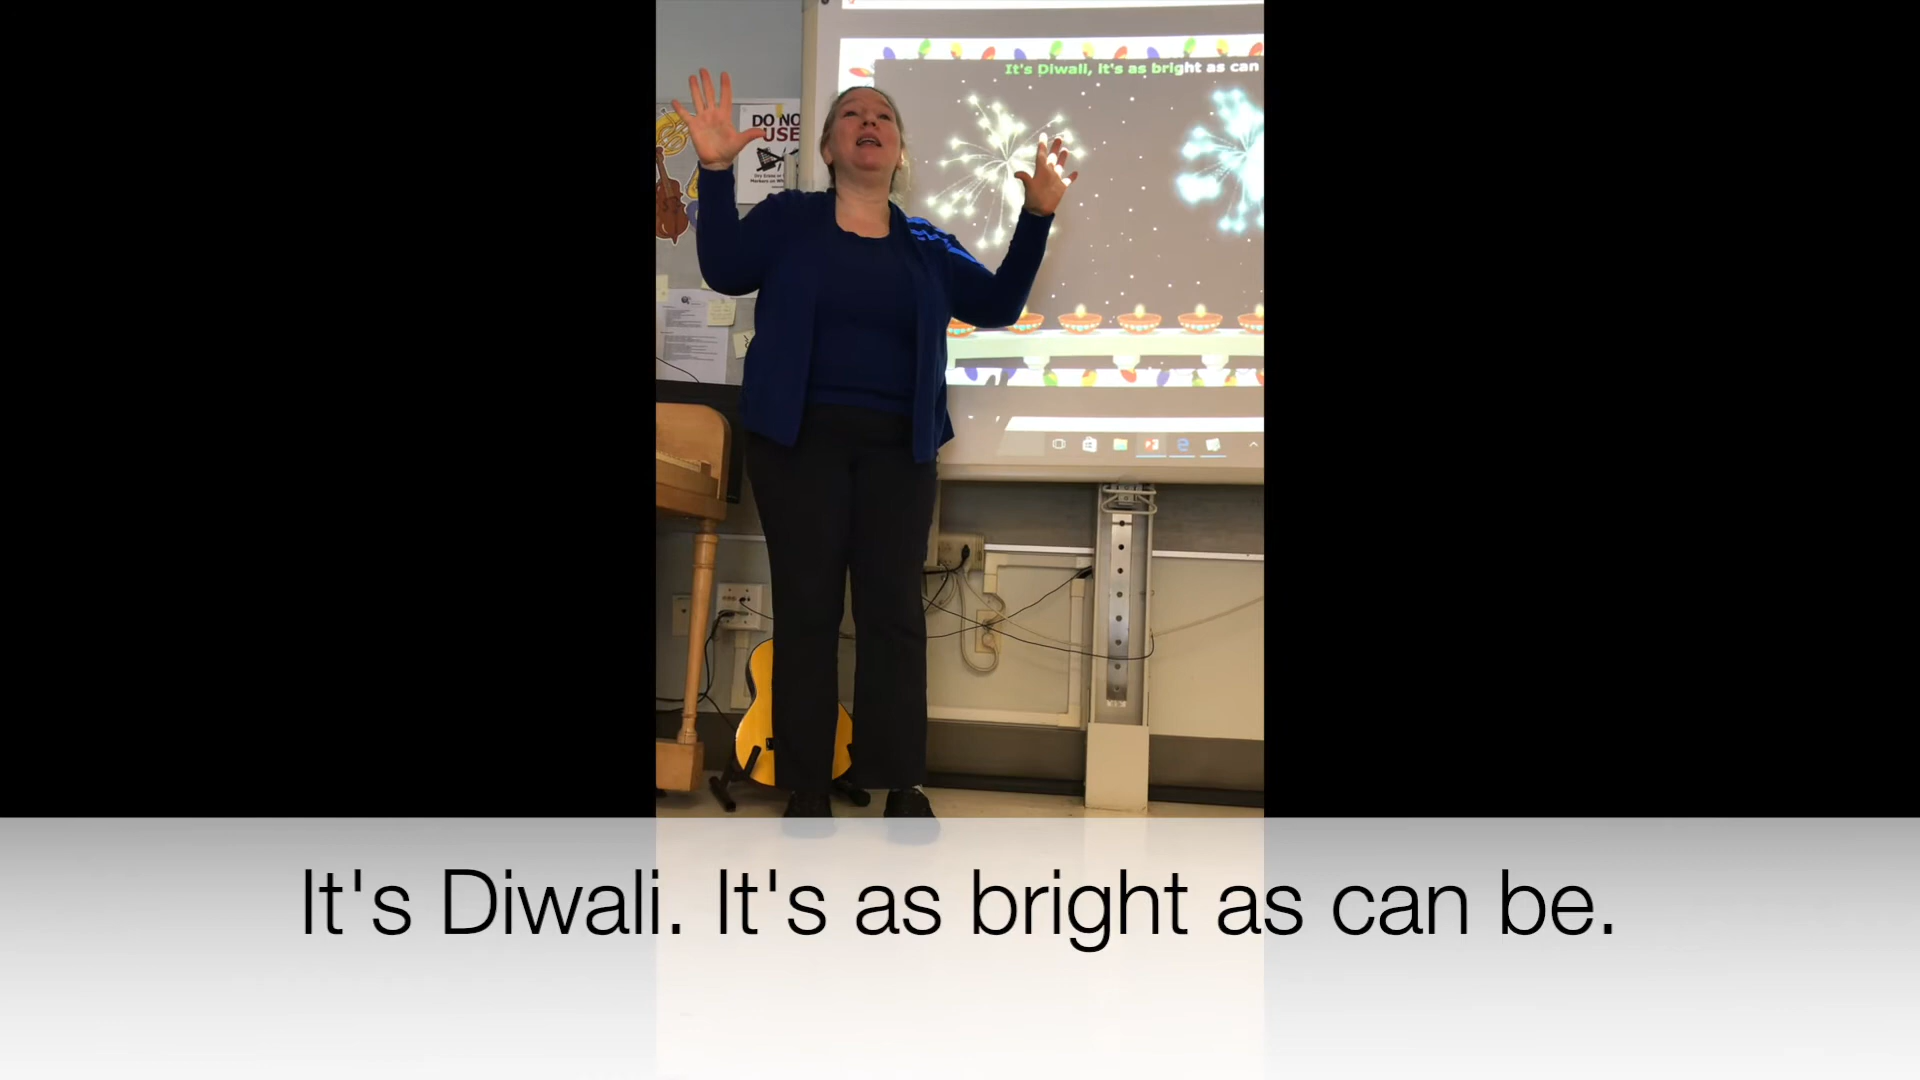 It's Diwali, it's as bright as can
DO NO
USE
It's Diwali. It's as bright as can be.